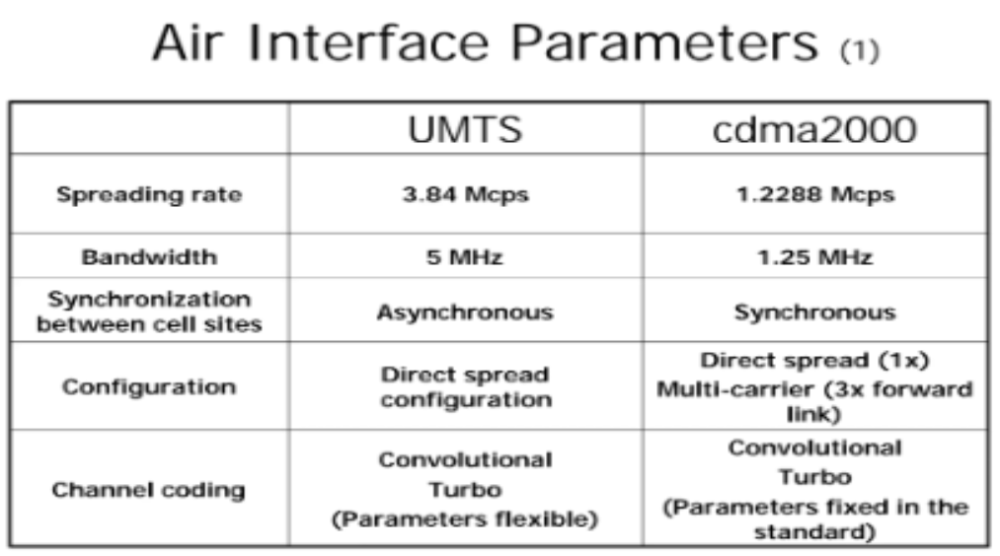 Air Interface Parameters (1)
UMTS cdma2000
Spreading rate 3.84 Mcps 1.2288 Mcps
Bandwidth 5 MHz 1.25 MHz
Synchronization
between cell sites
Asynchronous
Synchronous
Configuration
Direct spread
configuration
Direct spread (1x)
Multi-carrier (3x forward
link)
Channel coding
Convolutional
Turbo
(Parameters flexible)
Convolutional
Turbo
(Parameters fixed in the
standard)